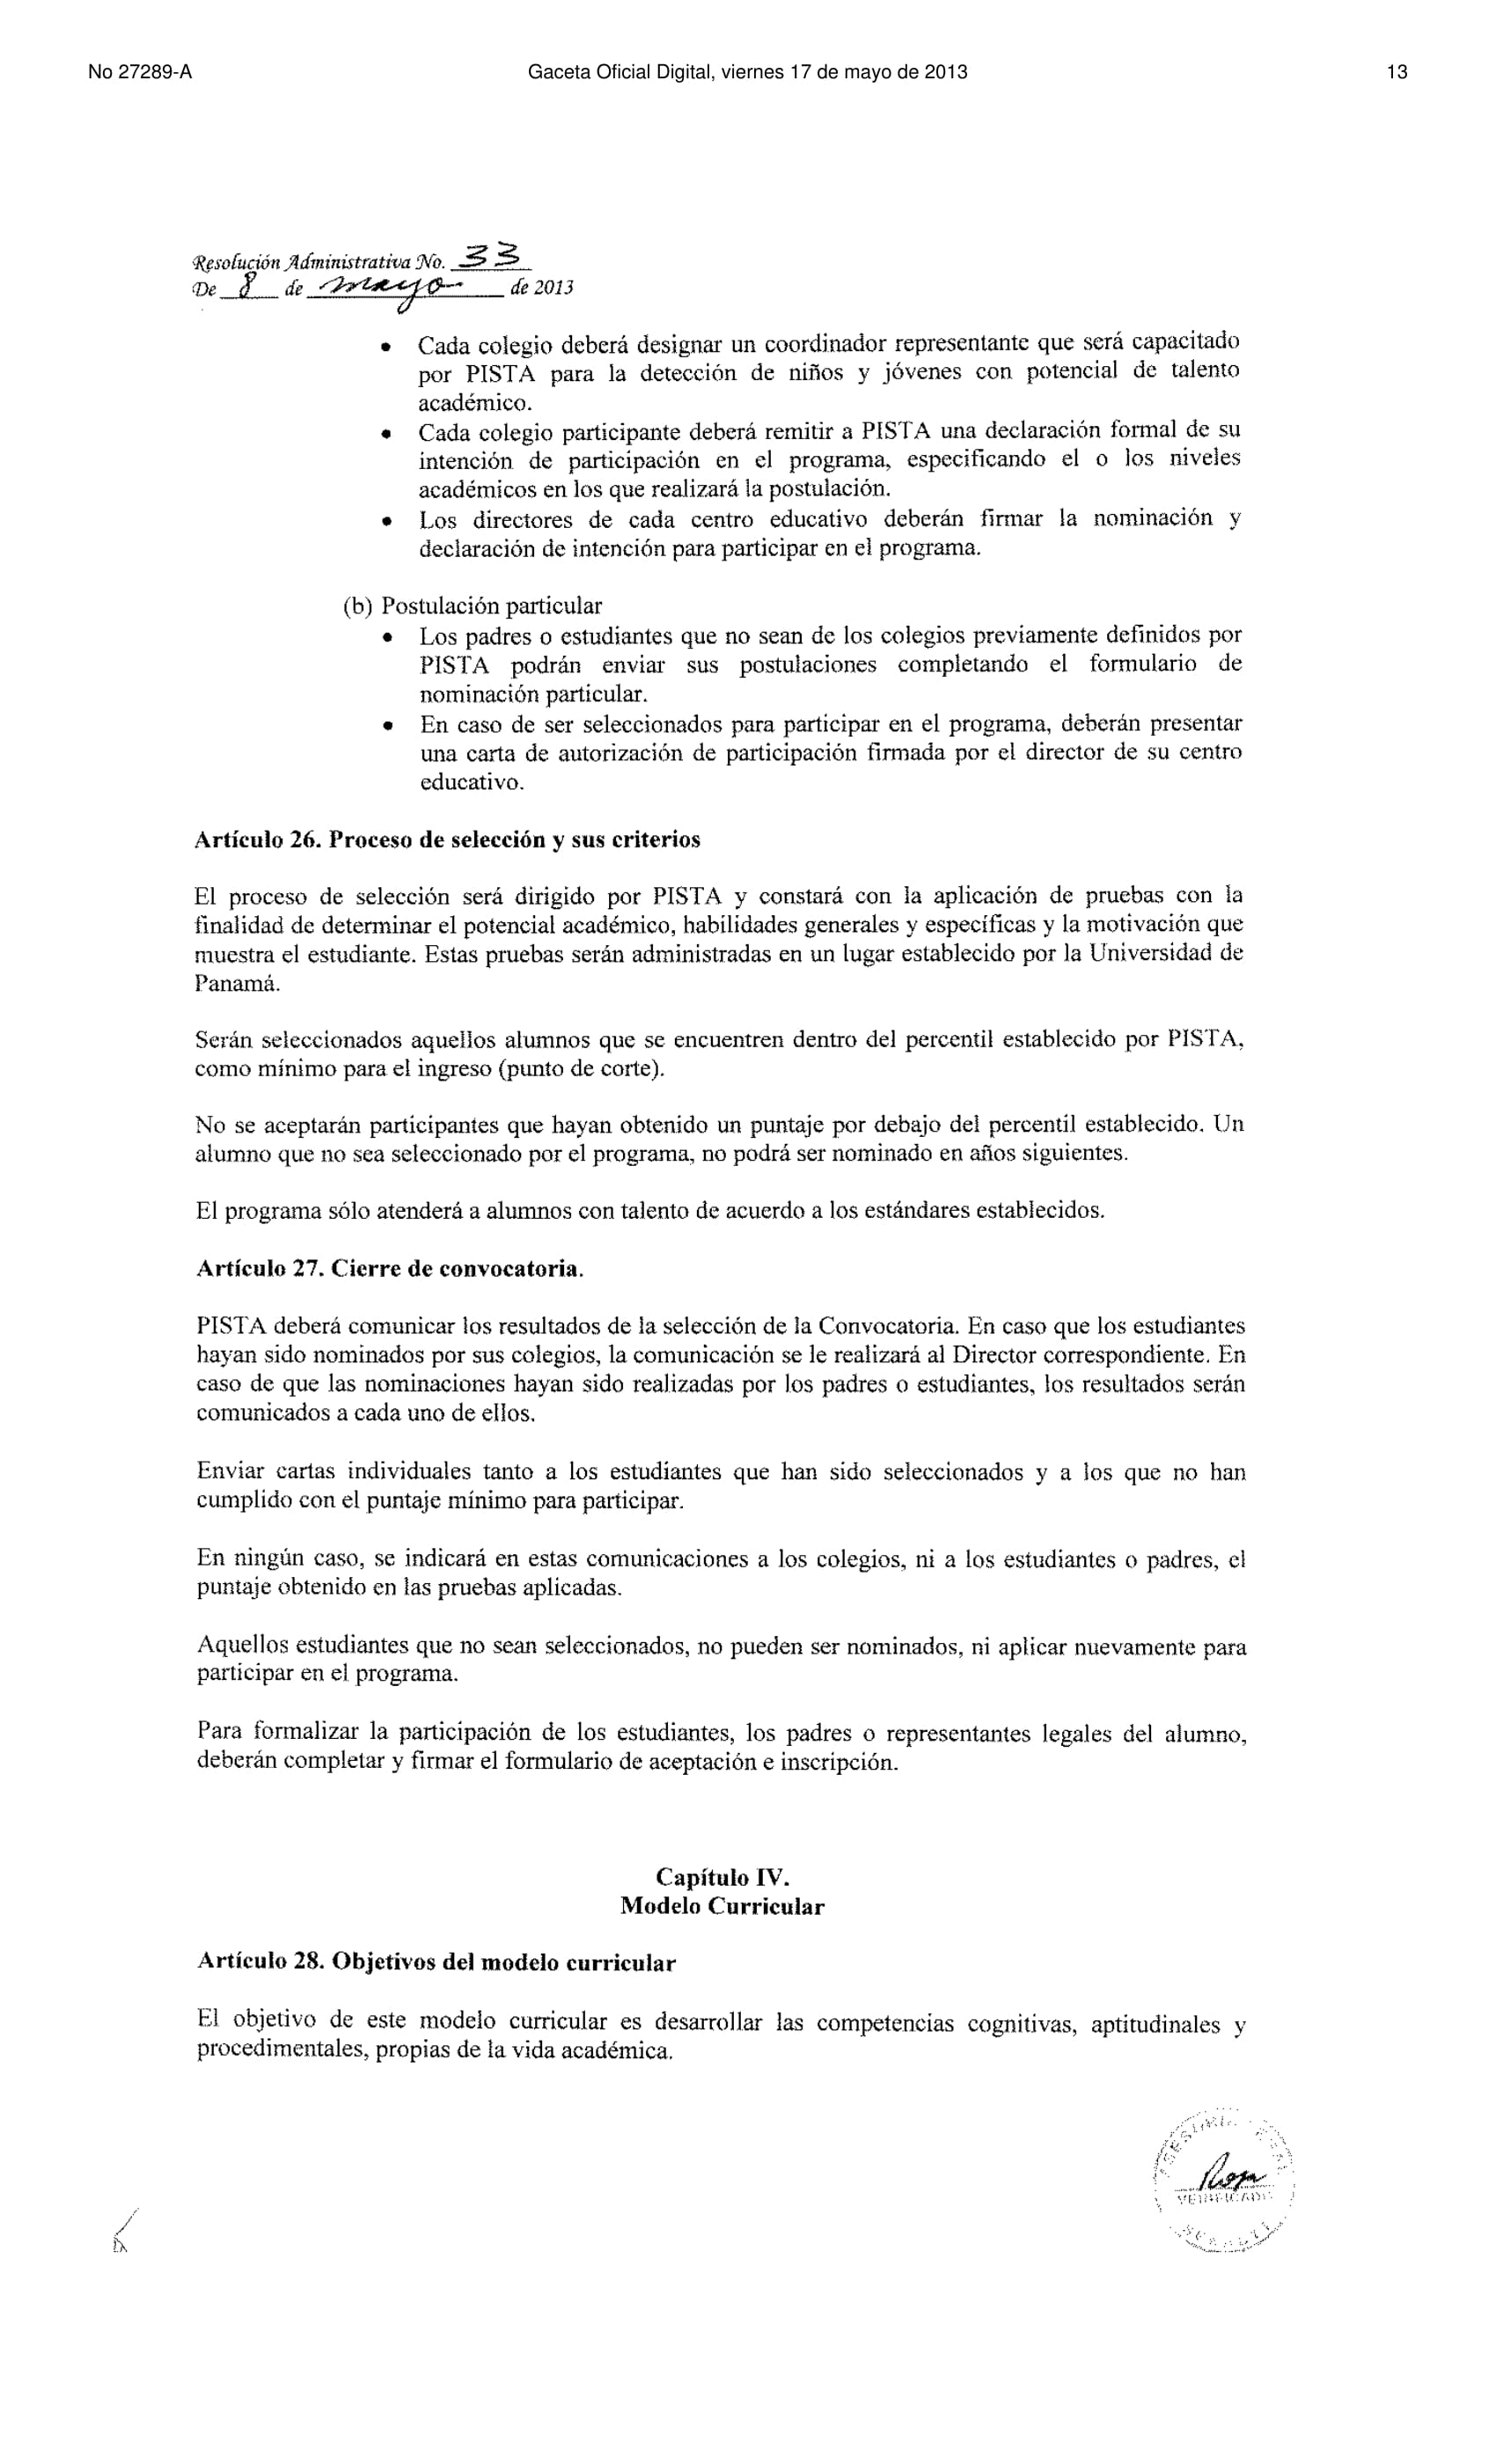 No 27289-A Gaceta Oficial Digital, viernes 17 de mayo de 2013 13
Resolución Administrativa No. 33
De 8 de mayo de 2013
• Cada colegio deberá designar un coordinador representante que será capacitado
por PISTA para la detección de niños y jóvenes con potencial de talento
académico.
• Cada colegio participante deberá remitir a PISTA una declaración formal de su
intención de participación en el programa, especificando el o los niveles
académicos en los que realizará la postulación.
• Los directores de cada centro educativo deberán firmar la nominación y
declaración de intención para participar en el programa.
(b) Postulación particular
• Los padres o estudiantes que no sean de los colegios previamente definidos por
PISTA podrán enviar sus postulaciones completando el formulario de
nominación particular.
• En caso de ser seleccionados para participar en el programa, deberán presentar
una carta de autorización de participación firmada por el director de su centro
educativo.
Artículo 26. Proceso de selección y sus criterios
El proceso de selección será dirigido por PISTA y constará con la aplicación de pruebas con la
finalidad de determinar el potencial académico, habilidades generales y específicas y la motivación que
muestra el estudiante. Estas pruebas serán administradas en un lugar establecido por la Universidad de
Panamá.
Serán seleccionados aquellos alumnos que se encuentren dentro del percentil establecido por PISTA,
como mínimo para el ingreso (punto de corte).
No se aceptarán participantes que hayan obtenido un puntaje por debajo del percentil establecido. Un
alumno que no sea seleccionado por el programa, no podrá ser nominado en años siguientes.
El programa sólo atenderá a alumnos con talento de acuerdo a los estándares establecidos.
Artículo 27. Cierre de convocatoria.
PISTA deberá comunicar los resultados de la selección de la Convocatoria. En caso que los estudiantes
hayan sido nominados por sus colegios, la comunicación se le realizará al Director correspondiente. En
caso de que las nominaciones hayan sido realizadas por los padres o estudiantes, los resultados serán
comunicados a cada uno de ellos.
Enviar cartas individuales tanto a los estudiantes que han sido seleccionados y a los que no han
cumplido con el puntaje mínimo para participar.
En ningún caso, se indicará en estas comunicaciones a los colegios, ni a los estudiantes o padres, el
puntaje obtenido en las pruebas aplicadas.
Aquellos estudiantes que no sean seleccionados, no pueden ser nominados, ni aplicar nuevamente para
participar en el programa.
Para formalizar la participación de los estudiantes, los padres o representantes legales del alumno,
deberán completar y firmar el formulario de aceptación e inscripción.
Capítulo IV.
Modelo Curricular
Artículo 28. Objetivos del modelo curricular
El objetivo de este modelo curricular es desarrollar las competencias cognitivas, aptitudinales y
procedimentales, propias de la vida académica.
VERIFICADO